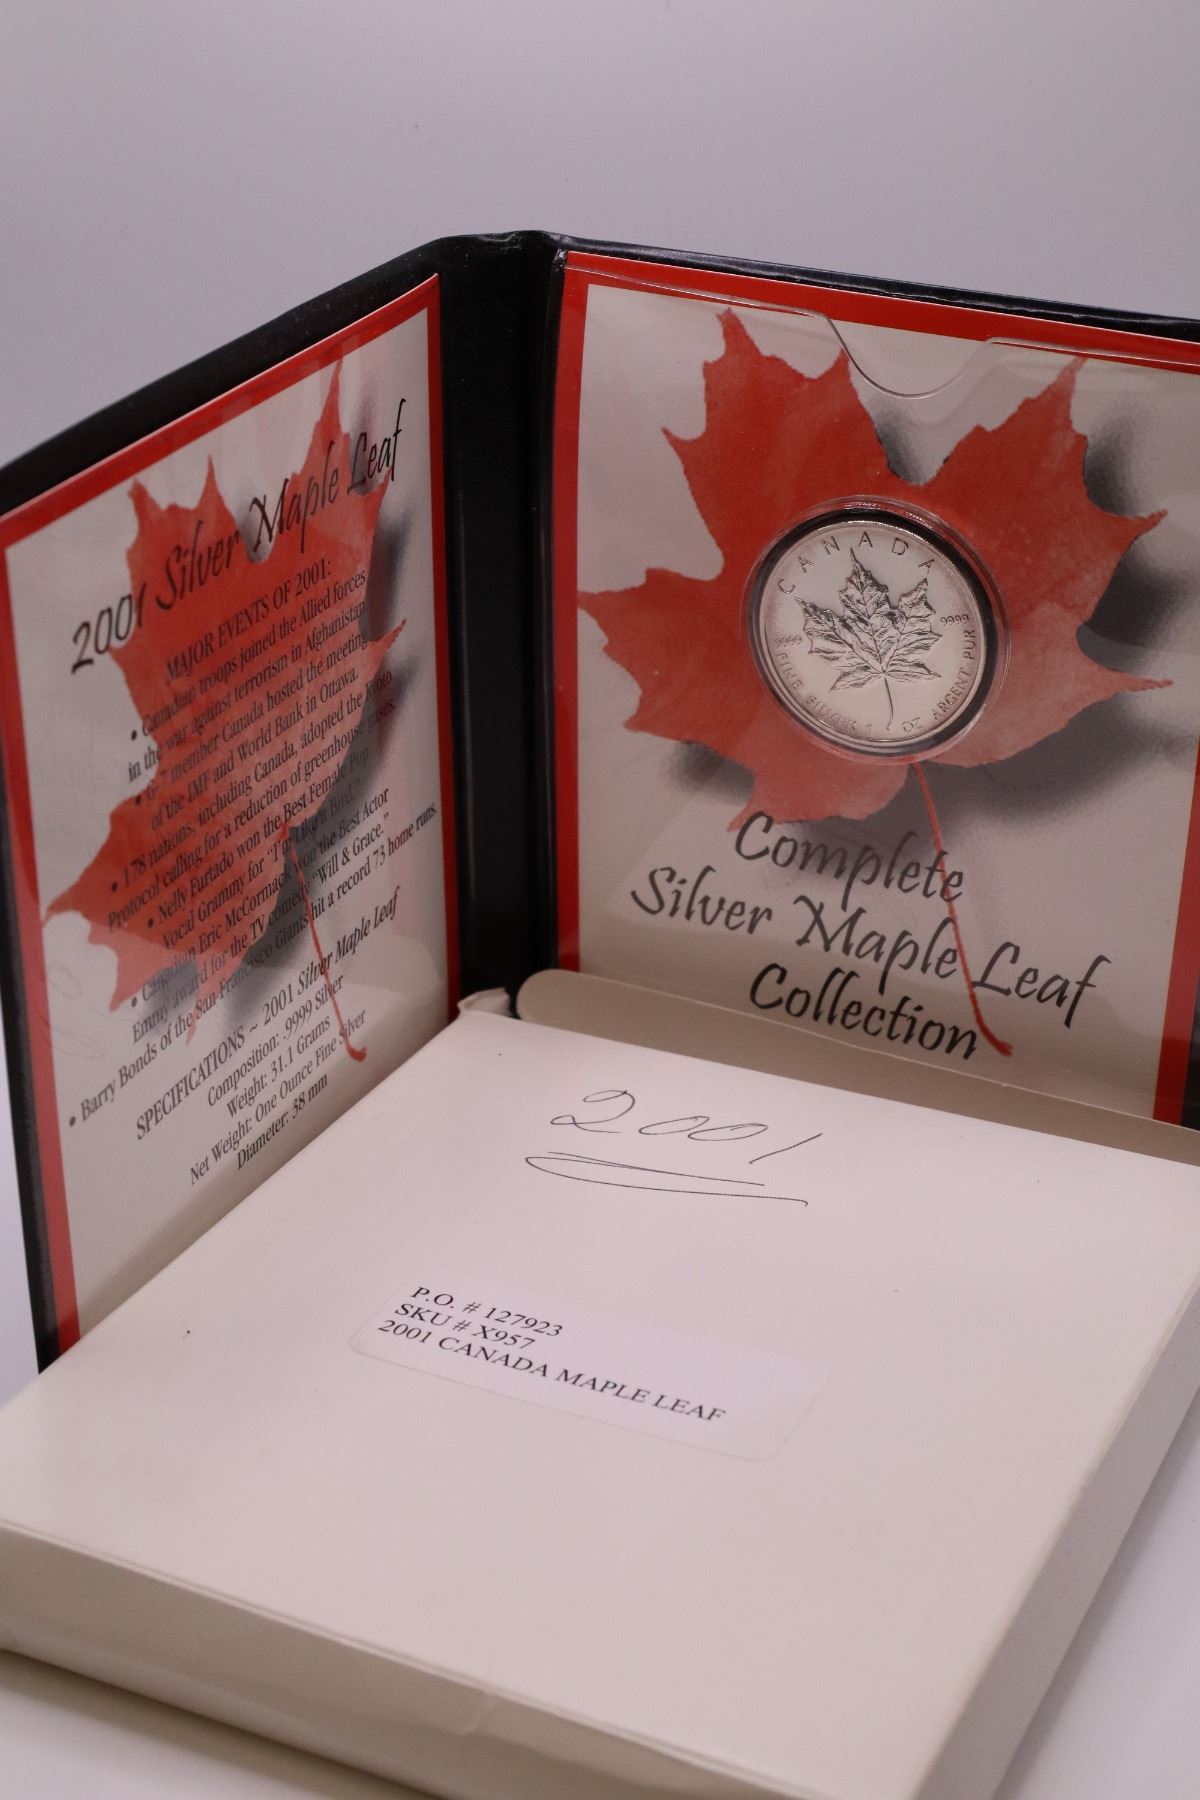 2001 Silver Maple Leaf
MAJOR EVENTS OF 2001:
• Canadian troops joined the Allied forces
in the war against terrorism in Afghanistan.
• G-7 member Canada hosted the meeting
of the IMF and World Bank in Ottawa.
• 178 nations, including Canada, adopted the Kyoto
Protocol calling for a reduction of greenhouse gases.
• Nelly Furtado won the Best Female Pop
Vocal Grammy for "I'm Like a Bird."
• Canadian Eric McCormack won the Best Actor
Emmy award for the TV comedy "Will & Grace."
• Barry Bonds of the San Francisco Giants hit a record 73 home runs.
SPECIFICATIONS ~ 2001 Silver Maple Leaf
Composition: .9999 Silver
Weight: 31.1 Grams
Net Weight: One Ounce Fine Silver
Diameter: 38 mm
CANADA
9999
9999
FINE SILVER 1 OZ ARGENT PUR
Complete
Silver Maple Leaf
Collection
2001
P.O. # 127923
SKU # X957
2001 CANADA MAPLE LEAF